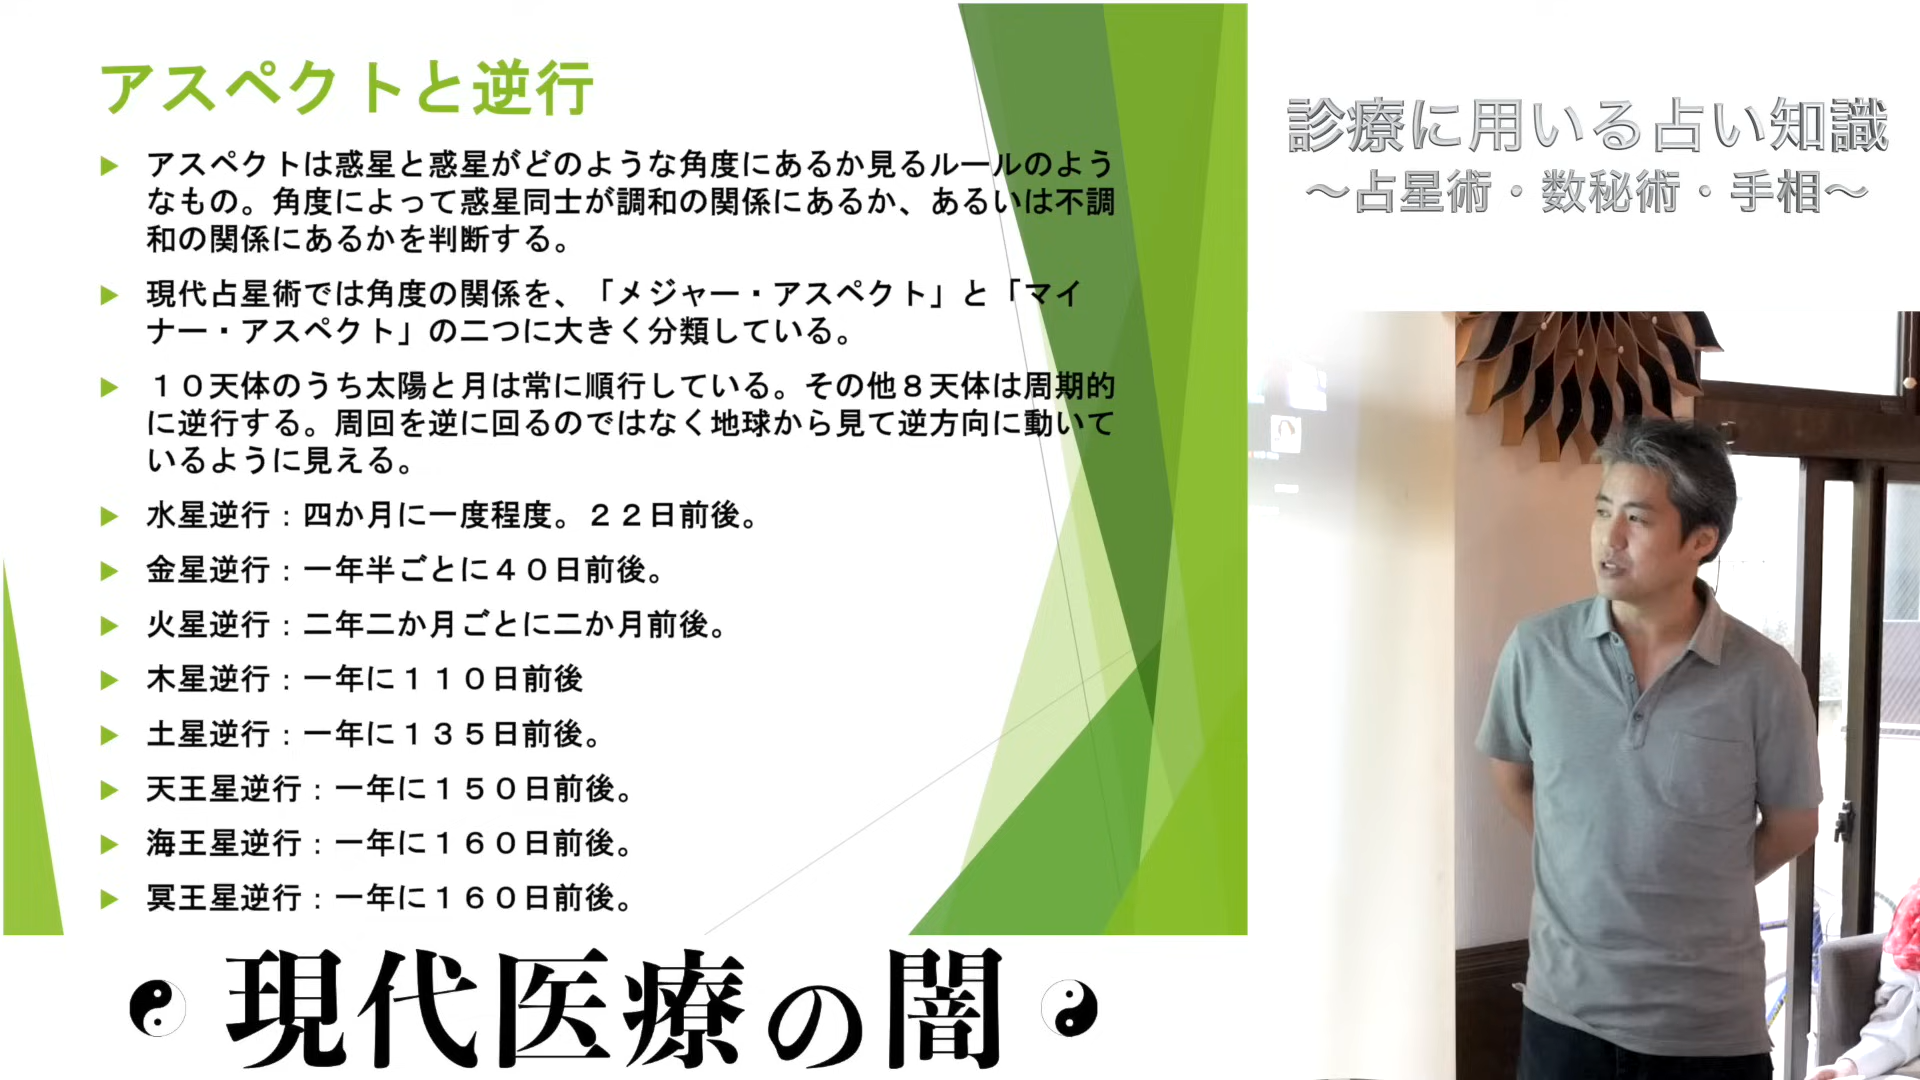 アスペクトと逆行
アスペクトは惑星と惑星がどのような角度にあるか見るルールのよう
なもの。角度によって惑星同士が調和の関係にあるか、あるいは不調
和の関係にあるかを判断する。
現代占星術では角度の関係を、「メジャー・アスペクト」と「マイ
ナー・アスペクト」の二つに大きく分類している。
１０天体のうち太陽と月は常に順行している。その他８天体は周期的
に逆行する。周回を逆に回るのではなく地球から見て逆方向に動いて
いるように見える。
水星逆行：四か月に一度程度。２２日前後。
金星逆行：一年半ごとに４０日前後。
火星逆行：二年二か月ごとに二か月前後。
木星逆行：一年に１１０日前後
土星逆行：一年に１３５日前後。
天王星逆行：一年に１５０日前後。
海王星逆行：一年に１６０日前後。
冥王星逆行：一年に１６０日前後。
診療に用いる占い知識
～占星術・数秘術・手相～
現代医療の闇